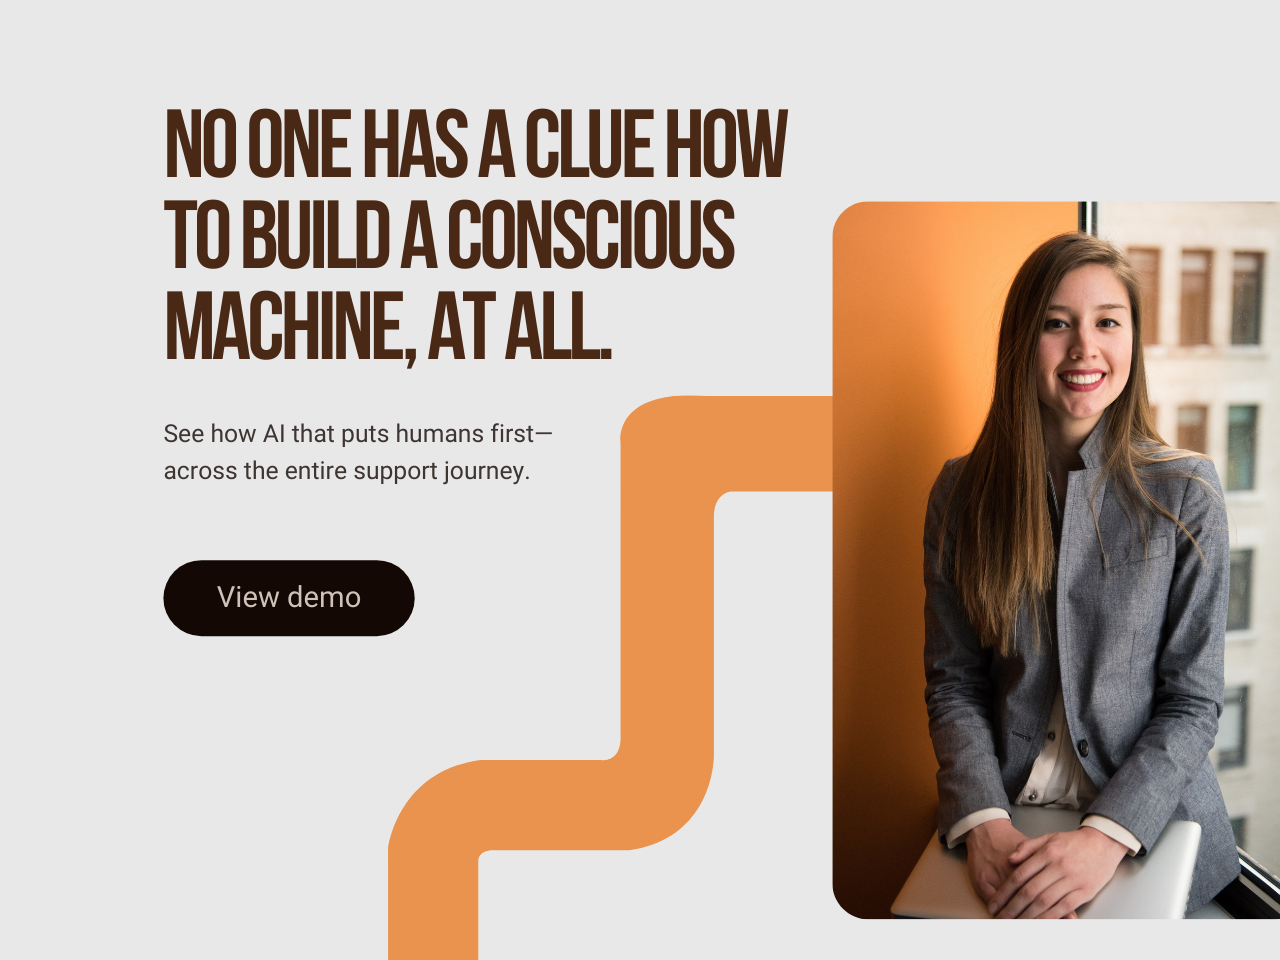 NO ONE HAS A CLUE HOW
TO BUILD A CONSCIOUS
MACHINE, AT ALL.
See how AI that puts humans first—
across the entire support journey.
View demo